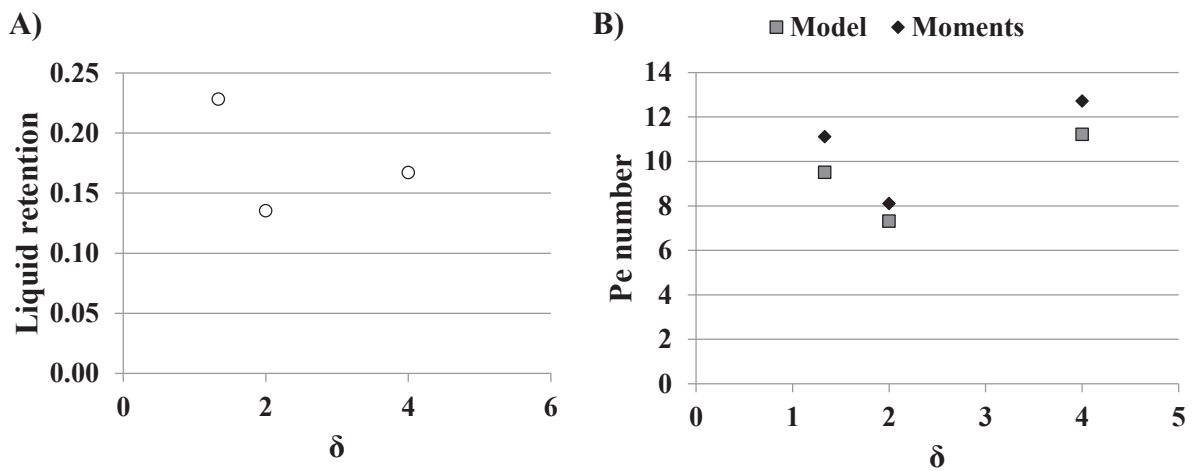 A)
Liquid retention
0.25
0.20
0.15
0.10
0.05
0.00
0 2 4 6
δ
B)
Model Moments
Pe number
14
12
10
8
6
4
2
0
0 1 2 3 4 5
δ